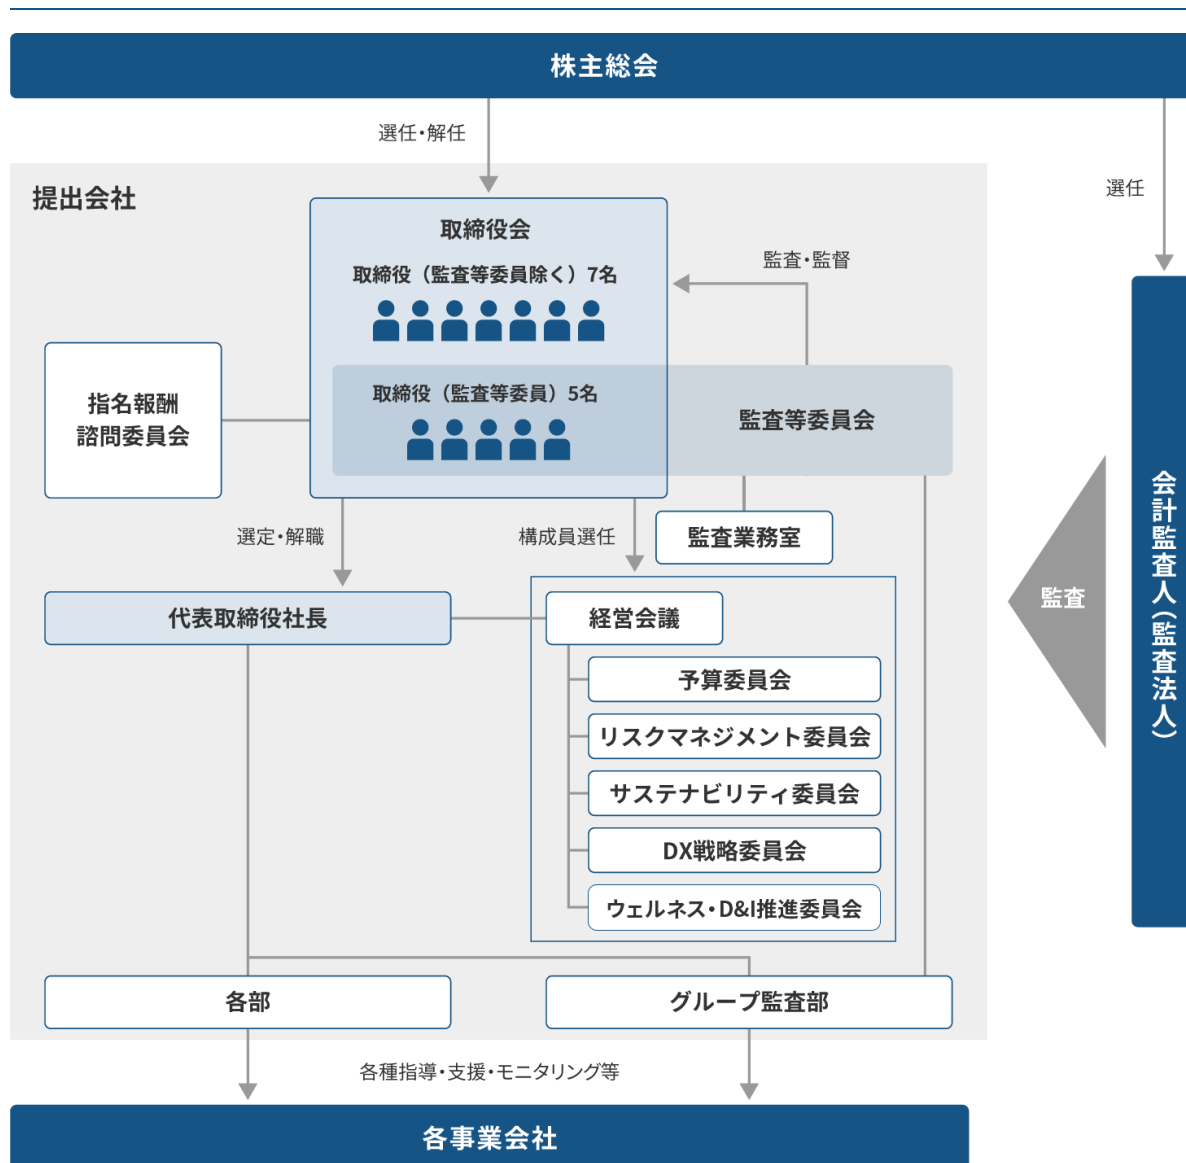 株主総会
選任・解任
選任
提出会社
取締役会
取締役（監査等委員除く）7名
監査・監督
取締役（監査等委員）5名
監査等委員会
指名報酬
諮問委員会
選定・解職
構成員選任
監査業務室
会計監査人（監査法人）
監査
代表取締役社長
経営会議
予算委員会
リスクマネジメント委員会
サステナビリティ委員会
DX戦略委員会
ウェルネス・D&I推進委員会
各部
グループ監査部
各種指導・支援・モニタリング等
各事業会社